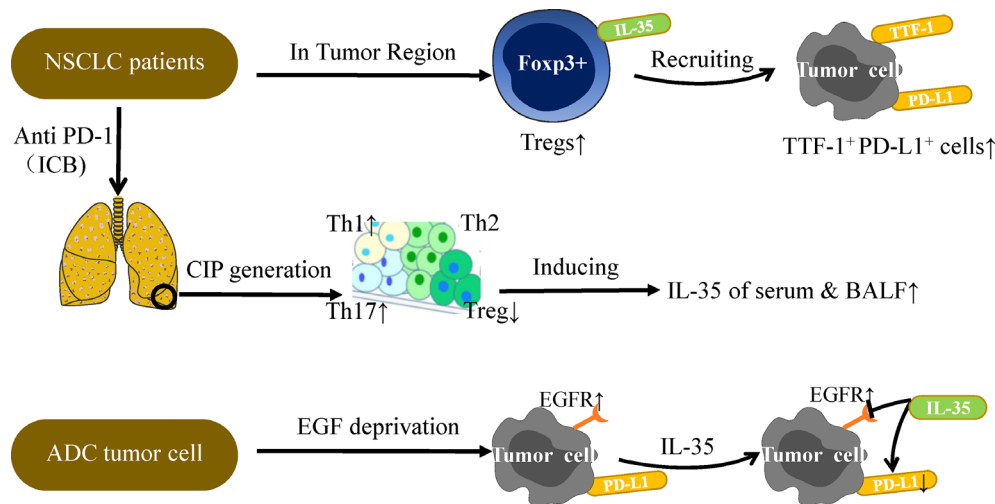 NSCLC patients
In Tumor Region
Foxp3+
IL-35
Tregs↑
Recruiting
TTF-1
Tumor cell
PD-L1
TTF-1⁺PD-L1⁺ cells↑
Anti PD-1
(ICB)
CIP generation
Th1↑
Th2
Th17↑
Treg↓
Inducing
IL-35 of serum & BALF↑
ADC tumor cell
EGF deprivation
EGFR↑
Tumor cell
PD-L1
IL-35
EGFR↑
IL-35
Tumor cell
PD-L1↓